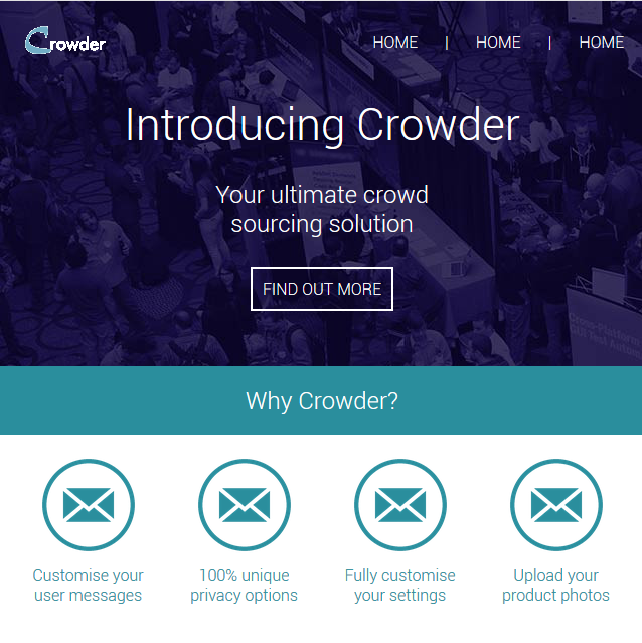 Crowder
HOME | HOME | HOME
Introducing Crowder
Your ultimate crowd
sourcing solution
FIND OUT MORE
Why Crowder?
Customise your
user messages
100% unique
privacy options
Fully customise
your settings
Upload your
product photos